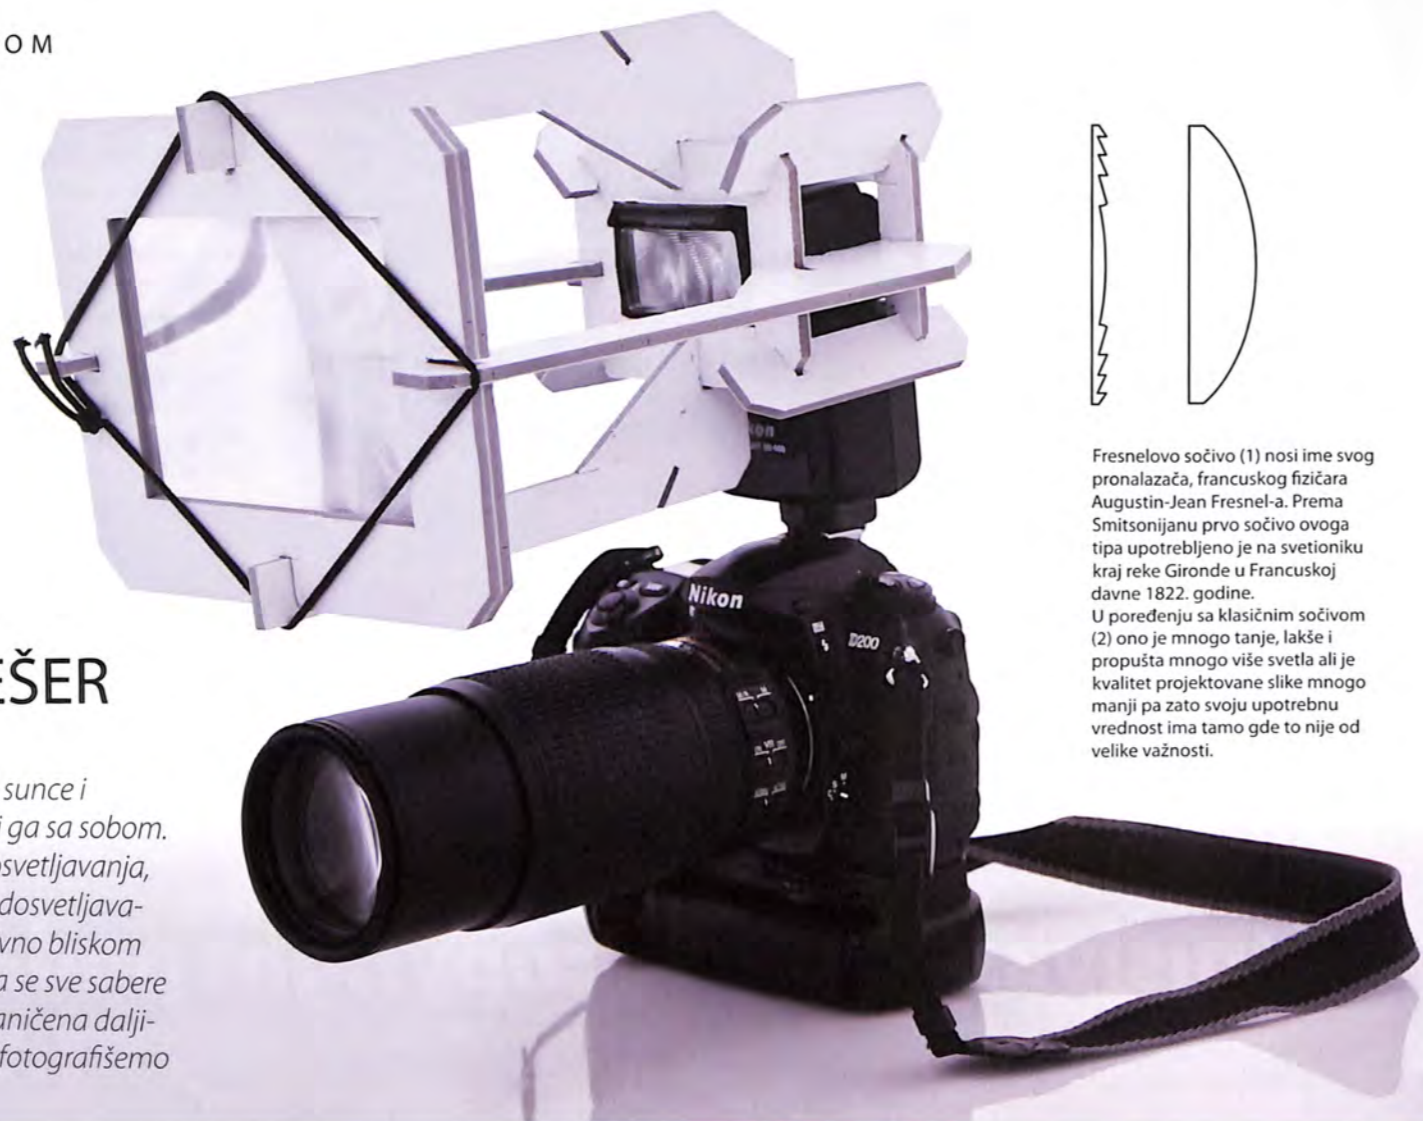 OM
EŠER
sunce i
i ga sa sobom.
osvetljavanja,
dosvetljava-
vno bliskom
a se sve sabere
aničena dalji-
fotografišemo
Nikon
D200
Fresnelovo sočivo (1) nosi ime svog
pronalazača, francuskog fizičara
Augustin-Jean Fresnel-a. Prema
Smitsonijanu prvo sočivo ovoga
tipa upotrebljeno je na svetioniku
kraj reke Gironde u Francuskoj
davne 1822. godine.
U poređenju sa klasičnim sočivom
(2) ono je mnogo tanje, lakše i
propušta mnogo više svetla ali je
kvalitet projektovane slike mnogo
manji pa zato svoju upotrebnu
vrednost ima tamo gde to nije od
velike važnosti.